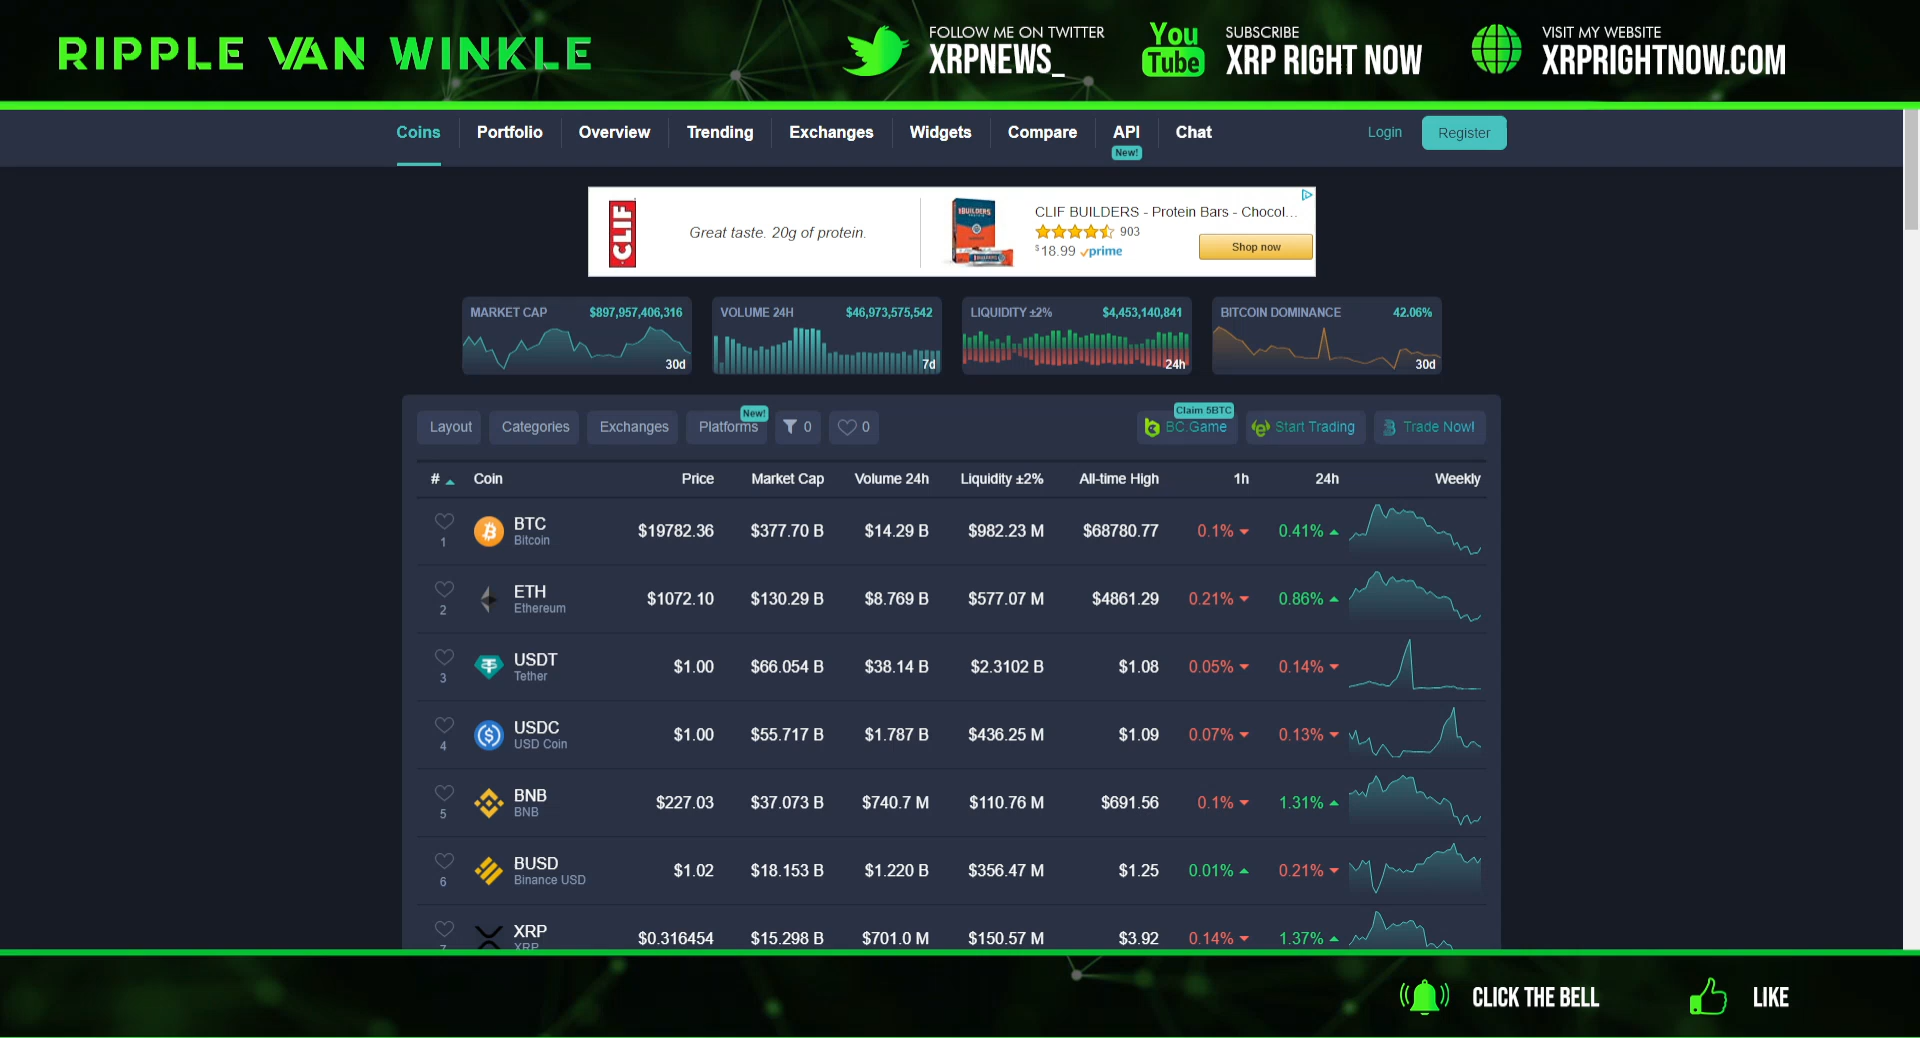 RIPPLE VAN WINKLE
FOLLOW ME ON TWITTER
XRPNEWS_
You
Tube
SUBSCRIBE
XRP RIGHT NOW
VISIT MY WEBSITE
XRPRIGHTNOW.COM
Coins Portfolio Overview Trending Exchanges Widgets Compare API Chat Login Register
New!
CLIF
Great taste. 20g of protein.
BUILDERS
CLIF BUILDERS - Protein Bars - Chocol...
903
$18.99 prime
Shop now
MARKET CAP $897,957,406,316
30d
VOLUME 24H $46,973,575,542
7d
LIQUIDITY ±2% $4,453,140,841
24h
BITCOIN DOMINANCE 42.06%
30d
New! Claim 5BTC
Layout Categories Exchanges Platforms 0 0 BC.Game Start Trading Trade Now!
# Coin Price Market Cap Volume 24h Liquidity ±2% All-time High 1h 24h Weekly
1 BTC $19782.36 $377.70 B $14.29 B $982.23 M $68780.77 0.1% 0.41%
Bitcoin
2 ETH $1072.10 $130.29 B $8.769 B $577.07 M $4861.29 0.21% 0.86%
Ethereum
3 USDT $1.00 $66.054 B $38.14 B $2.3102 B $1.08 0.05% 0.14%
Tether
4 USDC $1.00 $55.717 B $1.787 B $436.25 M $1.09 0.07% 0.13%
USD Coin
5 BNB $227.03 $37.073 B $740.7 M $110.76 M $691.56 0.1% 1.31%
BNB
6 BUSD $1.02 $18.153 B $1.220 B $356.47 M $1.25 0.01% 0.21%
Binance USD
7 XRP $0.316454 $15.298 B $701.0 M $150.57 M $3.92 0.14% 1.37%
XRP
CLICK THE BELL LIKE